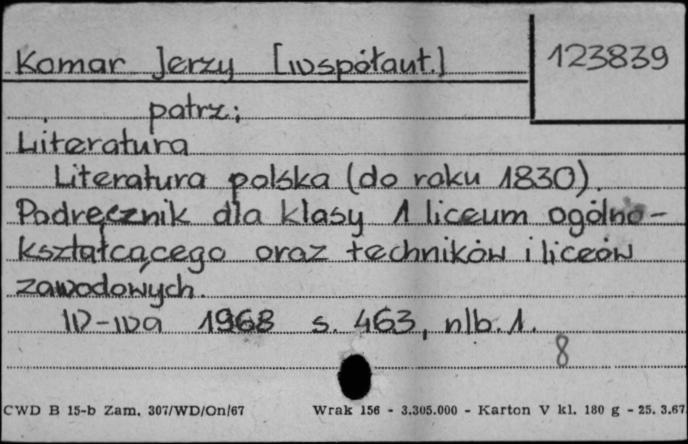 Komar Jerzy [współaut.] 123839
patrz:
Literatura
Literatura polska (do roku 1830).
Podręcznik dla klasy 1 liceum ogólno-
kształcącego oraz techników i liceów
zawodowych.
W-wa 1968 s. 463, nlb. 1.
8
CWD B 15-b Zam. 307/WD/On/67 Wrak 156 - 3.305.000 - Karton V kl. 180 g - 25. 3.67.